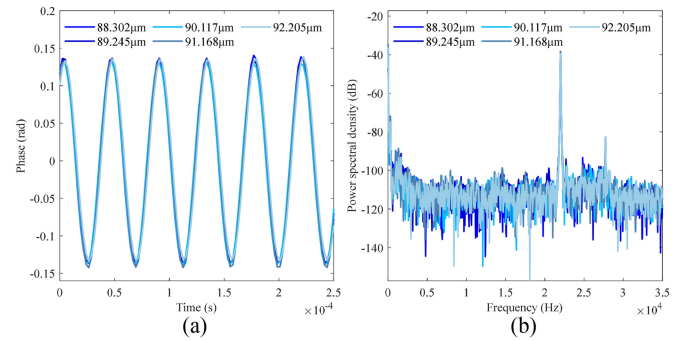 88.302μm 90.117μm 92.205μm
89.245μm 91.168μm
0.2
0.15
0.1
0.05
0
-0.05
-0.1
-0.15
Phase (rad)
0 0.5 1 1.5 2 2.5
Time (s) ×10⁻⁴
(a)
88.302μm 90.117μm 92.205μm
89.245μm 91.168μm
-20
-40
-60
-80
-100
-120
-140
Power spectral density (dB)
0 0.5 1 1.5 2 2.5 3 3.5
Frequency (Hz) ×10⁴
(b)